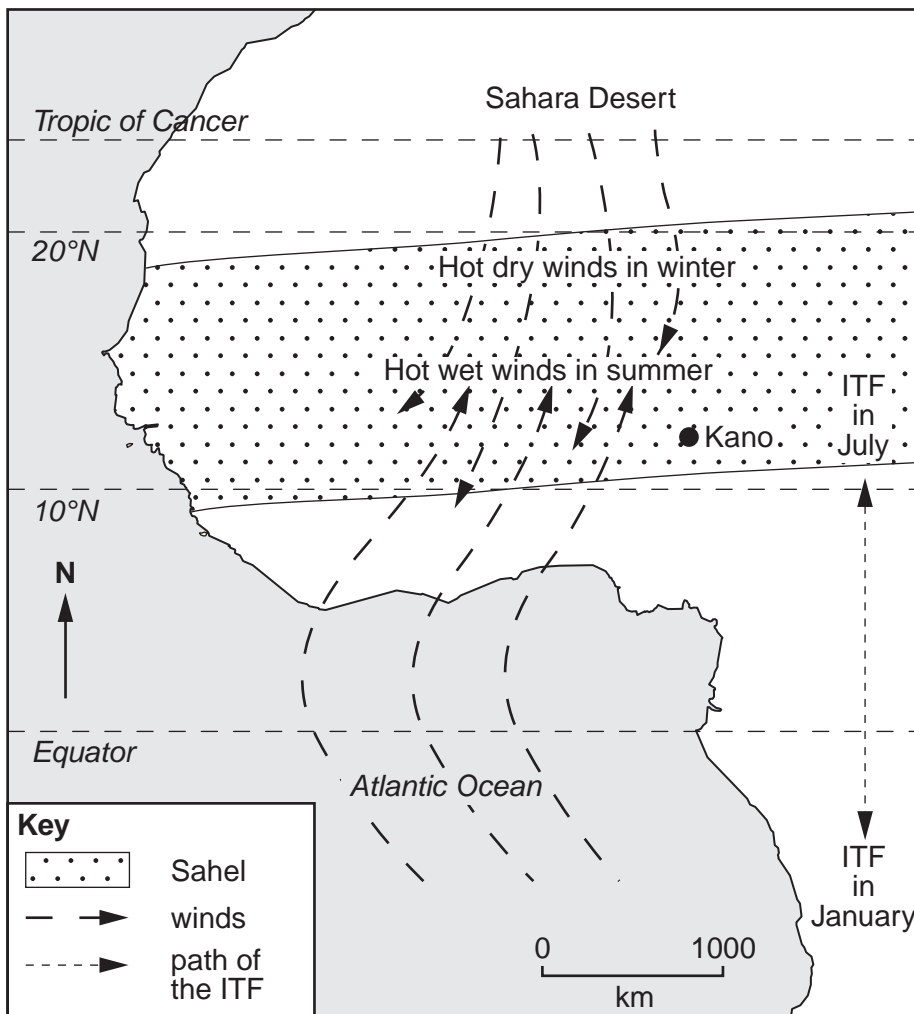 Sahara Desert
Tropic of Cancer
20°N
Hot dry winds in winter
Hot wet winds in summer
ITF
in
July
Kano
10°N
N
Equator
Atlantic Ocean
ITF
in
January
Key
Sahel
winds
path of
the ITF
0 1000
km